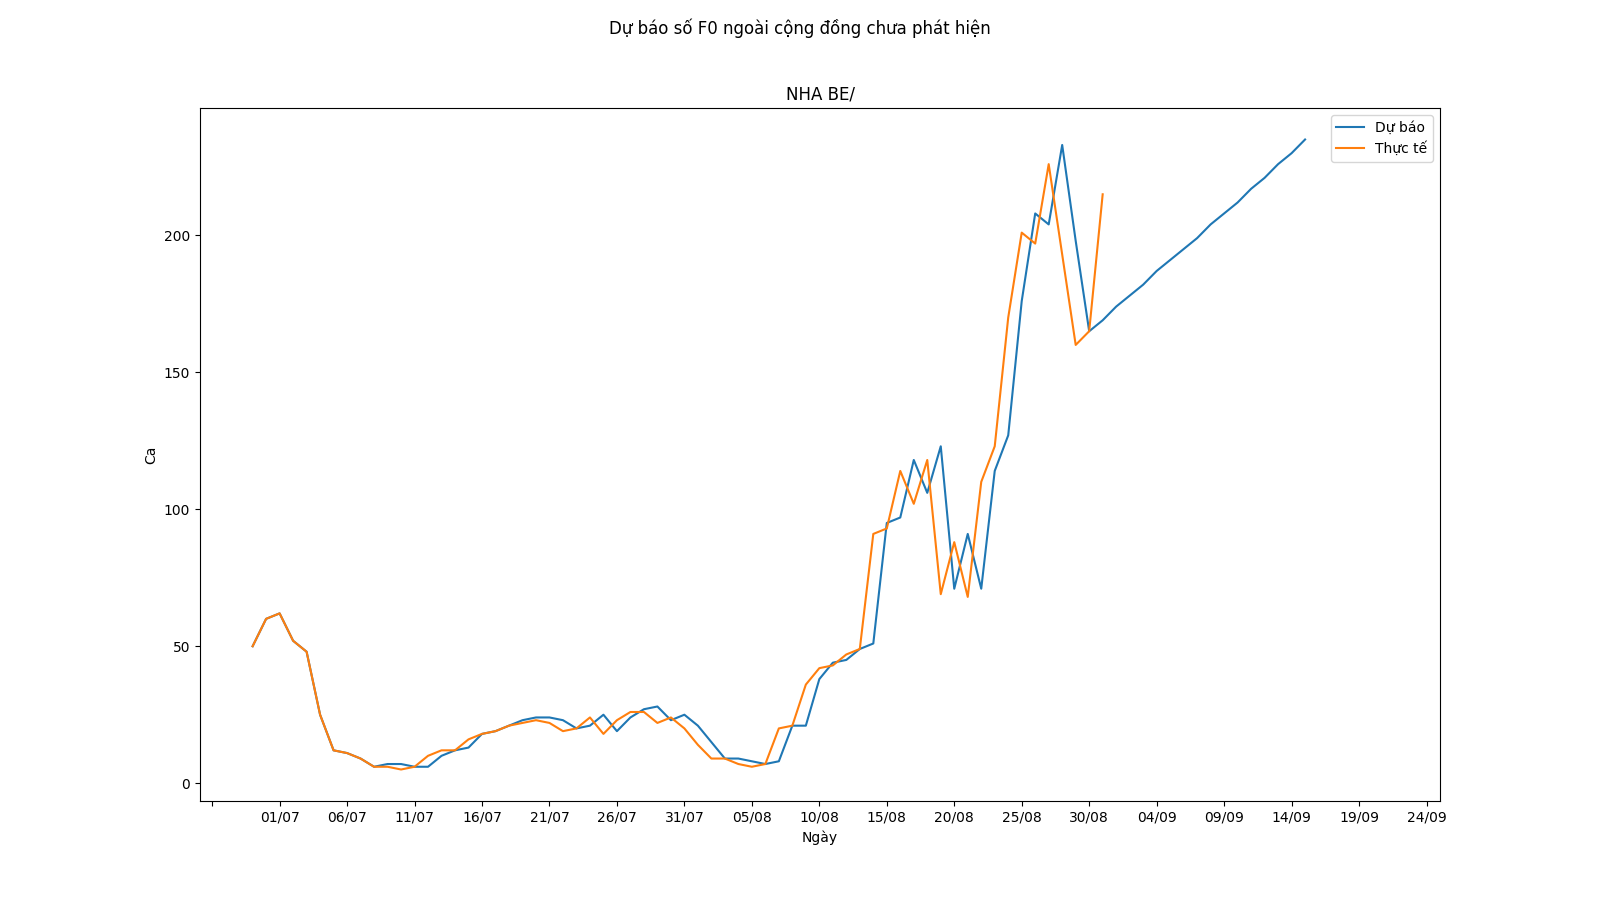 Dự báo số F0 ngoài cộng đồng chưa phát hiện
NHA BE/
Dự báo
Thực tế
200
150
100
50
0
Ca
01/07 06/07 11/07 16/07 21/07 26/07 31/07 05/08 10/08 15/08 20/08 25/08 30/08 04/09 09/09 14/09 19/09 24/09
Ngày